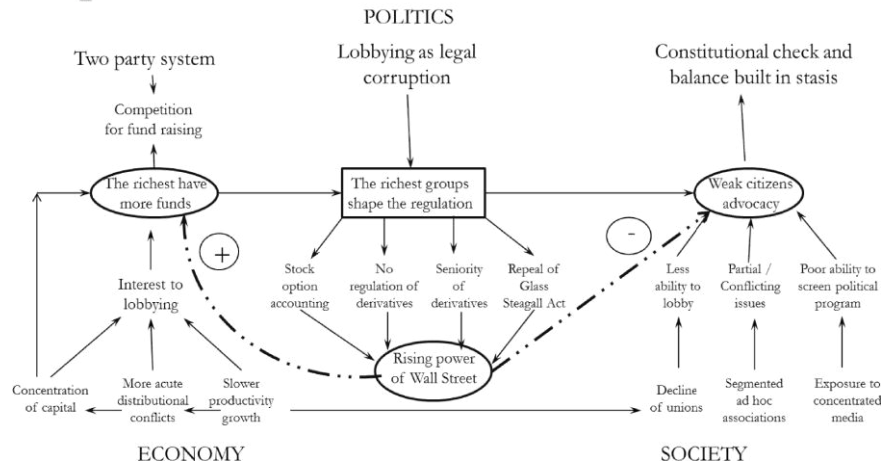 POLITICS
Two party system
Lobbying as legal
corruption
Constitutional check and
balance built in stasis
Competition
for fund raising
The richest have
more funds
The richest groups
shape the regulation
Weak citizens
advocacy
+
-
Interest to
lobbying
Stock
option
accounting
No
regulation
of derivatives
Seniority
of
derivatives
Repeal of
Glass
Steagall Act
Less
ability to
lobby
Partial /
Conflicting
issues
Poor ability to
screen political
program
Rising power
of Wall Street
Concentration
of capital
More acute
distributional
conflicts
Slower
productivity
growth
Decline
of unions
Segmented
ad hoc
associations
Exposure to
concentrated
media
ECONOMY
SOCIETY